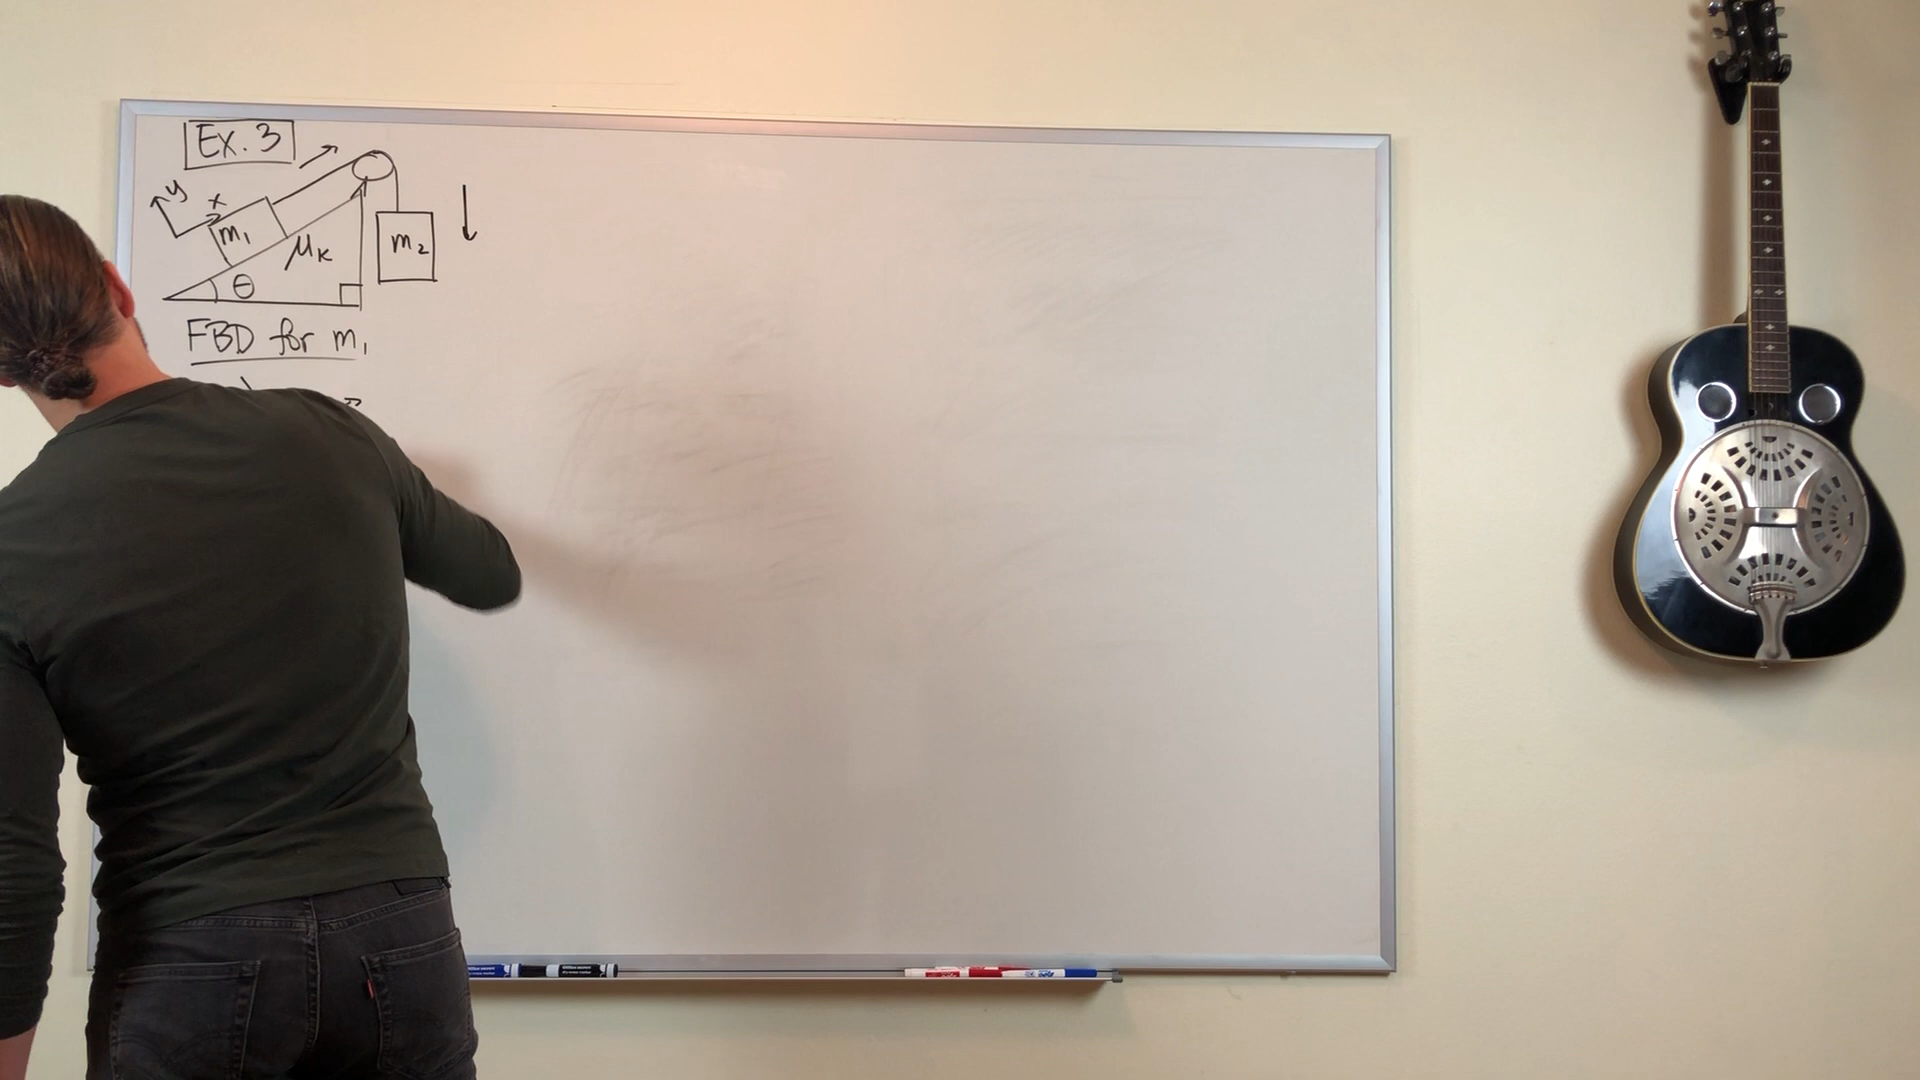 Ex. 3
y
x
m₁
μₖ
m₂
θ
FBD for m₁